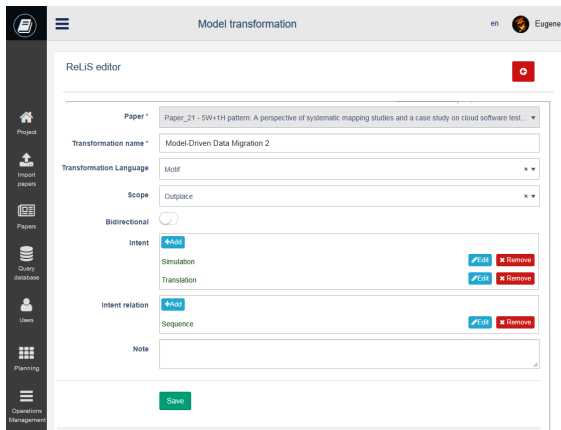 Model transformation
en
Eugene
ReLiS editor
Project
Import
papers
Papers
Query
database
Users
Planning
Operations
Management
Paper *
Paper_21 - 5W+1H pattern: A perspective of systematic mapping studies and a case study on cloud software test...
Transformation name *
Model-Driven Data Migration 2
Transformation Language
Motif
Scope
Outplace
Bidirectional
Intent
+Add
Simulation
Edit
Remove
Translation
Edit
Remove
Intent relation
+Add
Sequence
Edit
Remove
Note
Save